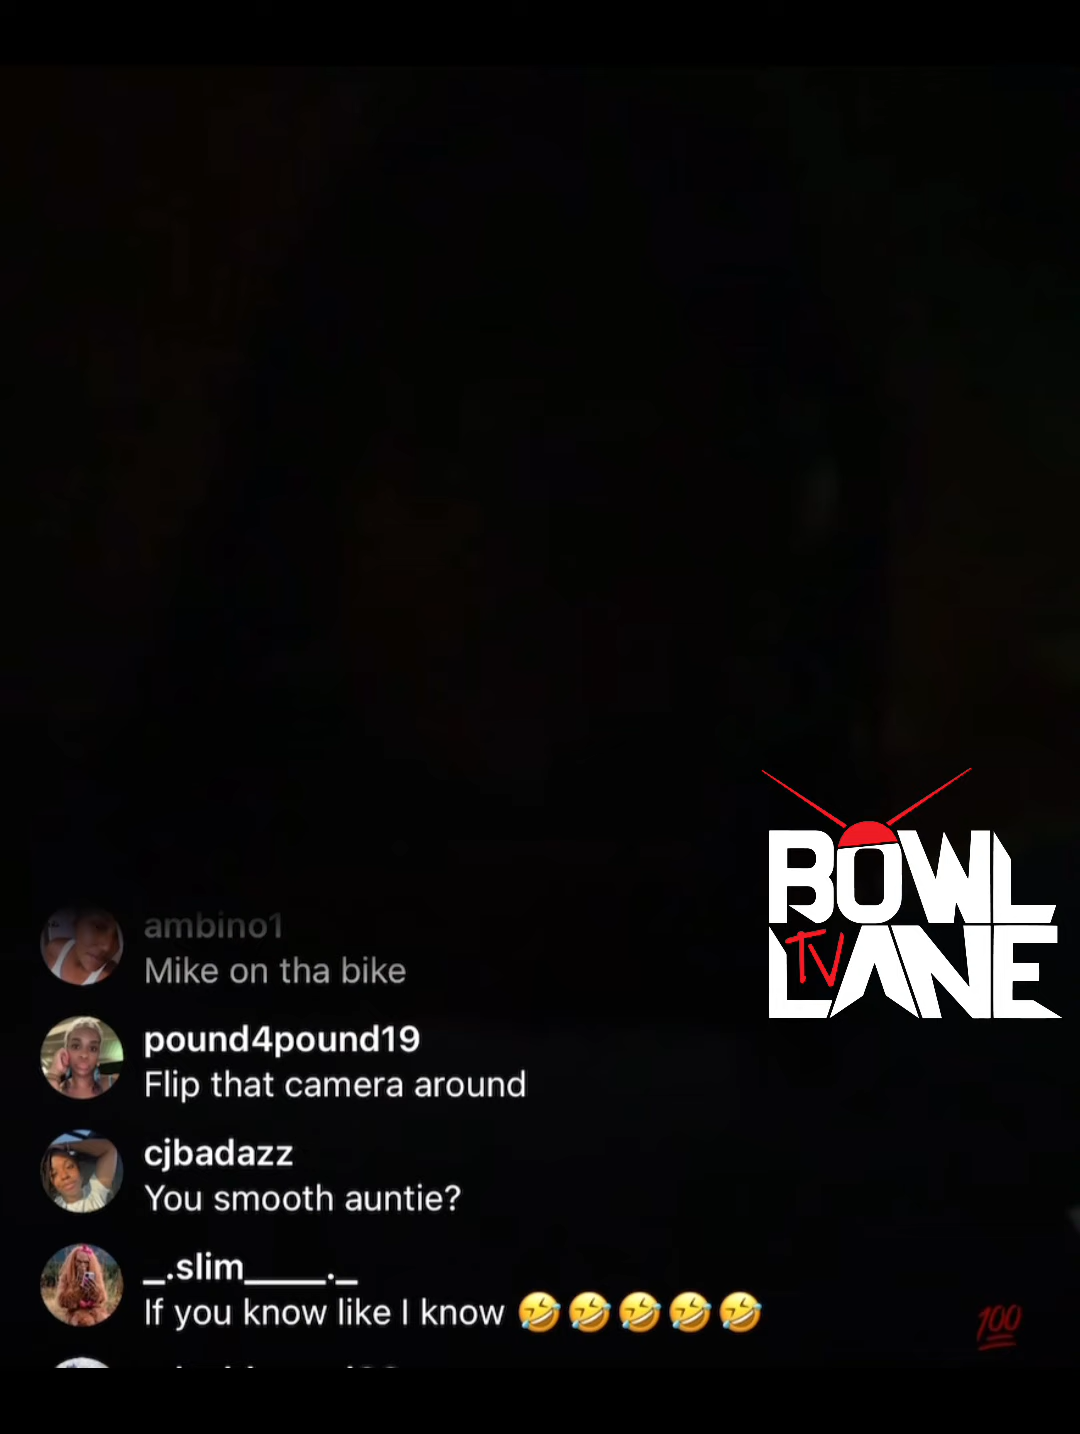 BOWL
TV
LANE
ambino1
Mike on tha bike
pound4pound19
Flip that camera around
cjbadazz
You smooth auntie?
_.slim____._
If you know like I know 🤣🤣🤣🤣🤣
💯